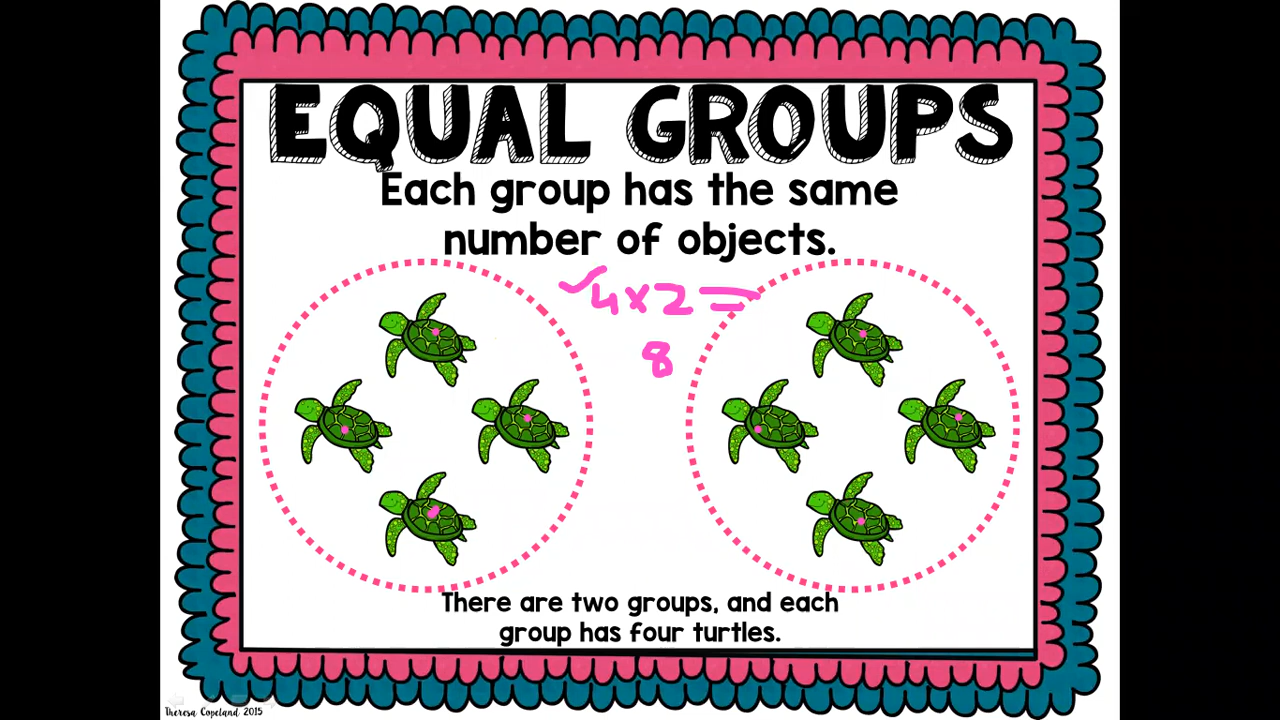 EQUAL GROUPS
Each group has the same
number of objects.
✓4x2=
8
There are two groups, and each
group has four turtles.
Theresa Copeland 2015